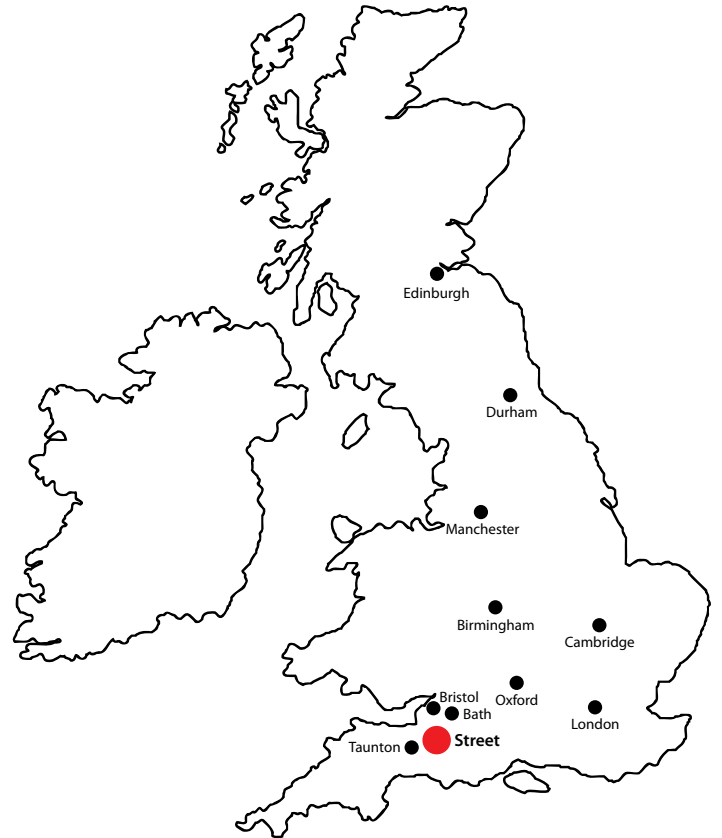 Edinburgh
Durham
Manchester
Birmingham
Cambridge
Bristol
Oxford
Bath
London
Taunton
Street